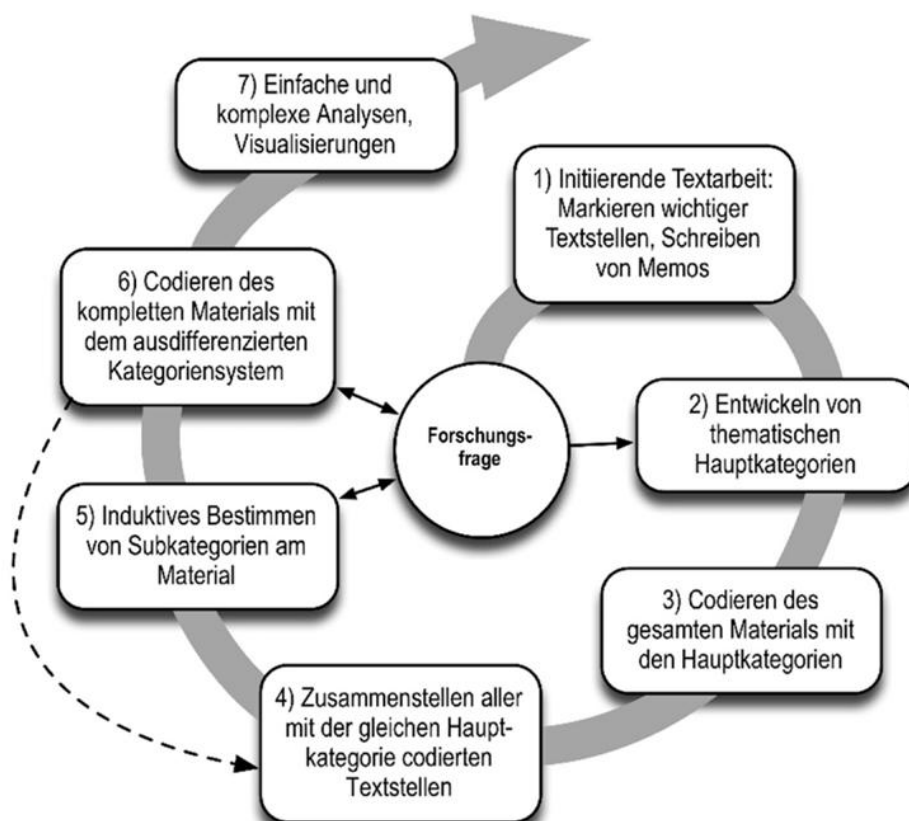 7) Einfache und
komplexe Analysen,
Visualisierungen
1) Initiierende Textarbeit:
Markieren wichtiger
Textstellen, Schreiben
von Memos
6) Codieren des
kompletten Materials mit
dem ausdifferenzierten
Kategoriensystem
Forschungs-
frage
2) Entwickeln von
thematischen
Hauptkategorien
5) Induktives Bestimmen
von Subkategorien am
Material
3) Codieren des
gesamten Materials mit
den Hauptkategorien
4) Zusammenstellen aller
mit der gleichen Haupt-
kategorie codierten
Textstellen